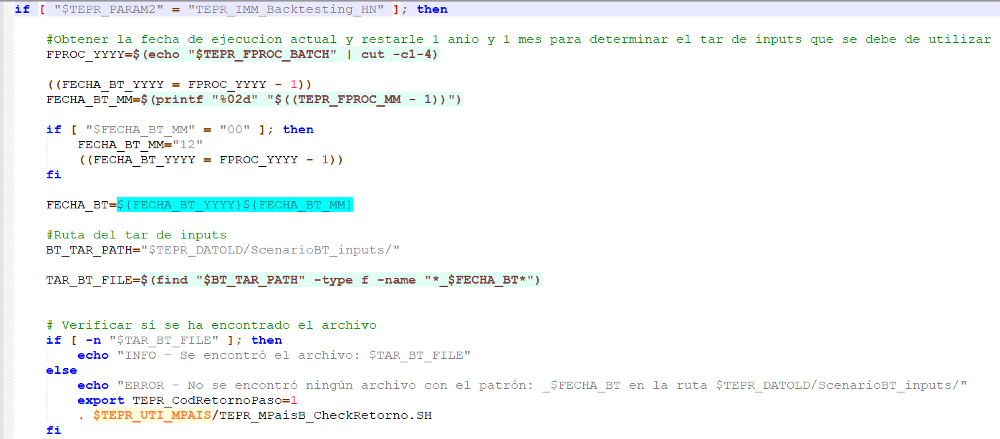 if [ "$TEPR_PARAM2" = "TEPR_IMM_Backtesting_HN" ]; then
#Obtener la fecha de ejecucion actual y restarle 1 anio y 1 mes para determinar el tar de inputs que se debe de utilizar
FPROC_YYYY=$(echo "$TEPR_FPROC_BATCH" | cut -c1-4)
((FECHA_BT_YYYY = FPROC_YYYY - 1))
FECHA_BT_MM=$(printf "%02d" "$((TEPR_FPROC_MM - 1))")
if [ "$FECHA_BT_MM" = "00" ]; then
FECHA_BT_MM="12"
((FECHA_BT_YYYY = FPROC_YYYY - 1))
fi
FECHA_BT=${FECHA_BT_YYYY}${FECHA_BT_MM}
#Ruta del tar de inputs
BT_TAR_PATH="$TEPR_DATOLD/ScenarioBT_inputs/"
TAR_BT_FILE=$(find "$BT_TAR_PATH" -type f -name "*_$FECHA_BT*")
# Verificar si se ha encontrado el archivo
if [ -n "$TAR_BT_FILE" ]; then
echo "INFO - Se encontró el archivo: $TAR_BT_FILE"
else
echo "ERROR - No se encontró ningún archivo con el patrón: _$FECHA_BT en la ruta $TEPR_DATOLD/ScenarioBT_inputs/"
export TEPR_CodRetornoPaso=1
. $TEPR_UTI_MPAIS/TEPR_MPaisB_CheckRetorno.SH
fi